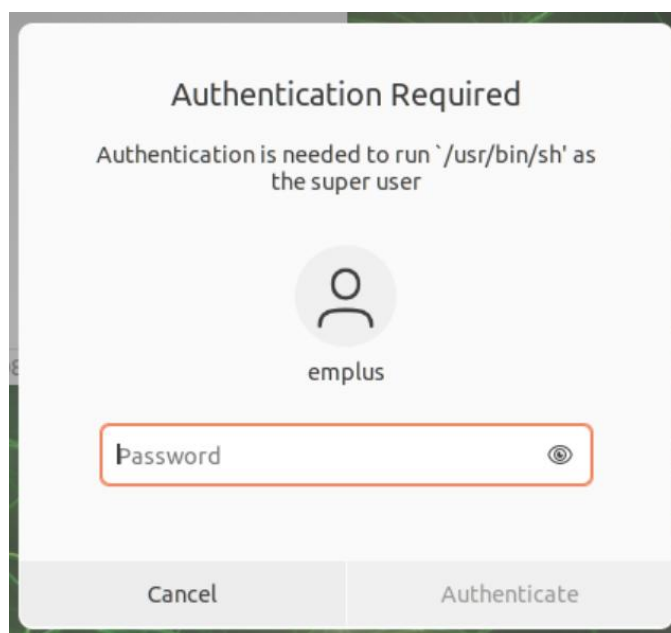 Authentication Required
Authentication is needed to run `/usr/bin/sh' as
the super user
emplus
Password
Cancel
Authenticate